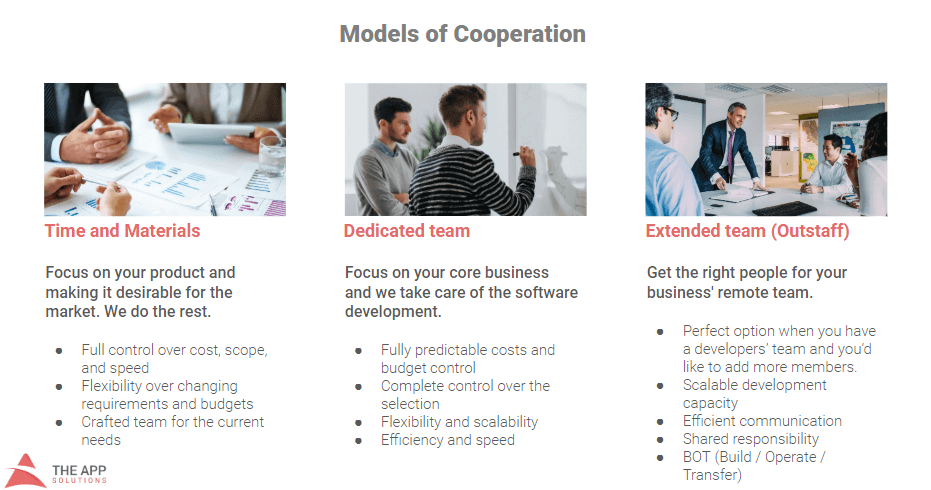 Models of Cooperation
Time and Materials
Focus on your product and
making it desirable for the
market. We do the rest.
● Full control over cost, scope,
and speed
● Flexibility over changing
requirements and budgets
● Crafted team for the current
needs
Dedicated team
Focus on your core business
and we take care of the software
development.
● Fully predictable costs and
budget control
● Complete control over the
selection
● Flexibility and scalability
● Efficiency and speed
Extended team (Outstaff)
Get the right people for your
business' remote team.
● Perfect option when you have
a developers’ team and you’d
like to add more members.
● Scalable development
capacity
● Efficient communication
● Shared responsibility
● BOT (Build / Operate /
Transfer)
THE APP
SOLUTIONS